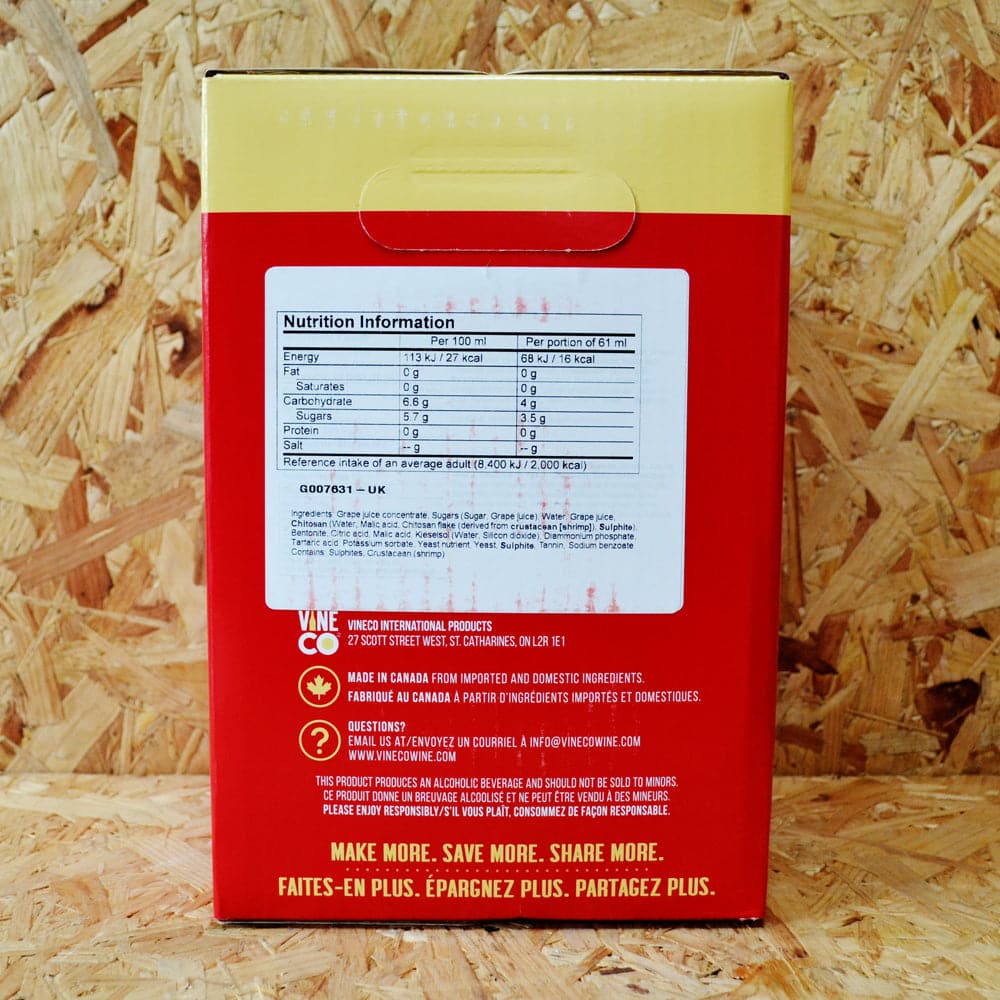 Nutrition Information
Per 100 ml Per portion of 61 ml
Energy 113 kJ / 27 kcal 68 kJ / 16 kcal
Fat 0 g 0 g
Saturates 0 g 0 g
Carbohydrate 6.6 g 4 g
Sugars 5.7 g 3.5 g
Protein 0 g 0 g
Salt -- g -- g
Reference intake of an average adult (8,400 kJ / 2,000 kcal)
G007631 – UK
Ingredients: Grape juice concentrate, Sugars (Sugar, Grape juice), Water, Grape juice,
Chitosan (Water, Malic acid, Chitosan flake (derived from crustacean [shrimp]), Sulphite),
Bentonite, Citric acid, Malic acid, Kieselsol (Water, Silicon dioxide), Diammonium phosphate,
Tartaric acid, Potassium sorbate, Yeast nutrient, Yeast, Sulphite, Tannin, Sodium benzoate
Contains: Sulphites, Crustacean (shrimp)
VINE
CO
VINECO INTERNATIONAL PRODUCTS
27 SCOTT STREET WEST, ST. CATHARINES, ON L2R 1E1
MADE IN CANADA FROM IMPORTED AND DOMESTIC INGREDIENTS.
FABRIQUÉ AU CANADA À PARTIR D'INGRÉDIENTS IMPORTÉS ET DOMESTIQUES.
?
QUESTIONS?
EMAIL US AT/ENVOYEZ UN COURRIEL À INFO@VINECOWINE.COM
WWW.VINECOWINE.COM
THIS PRODUCT PRODUCES AN ALCOHOLIC BEVERAGE AND SHOULD NOT BE SOLD TO MINORS.
CE PRODUIT DONNE UN BREUVAGE ALCOOLISÉ ET NE PEUT ÊTRE VENDU À DES MINEURS.
PLEASE ENJOY RESPONSIBLY/S'IL VOUS PLAÎT, CONSOMMEZ DE FAÇON RESPONSABLE.
MAKE MORE. SAVE MORE. SHARE MORE.
FAITES-EN PLUS. ÉPARGNEZ PLUS. PARTAGEZ PLUS.